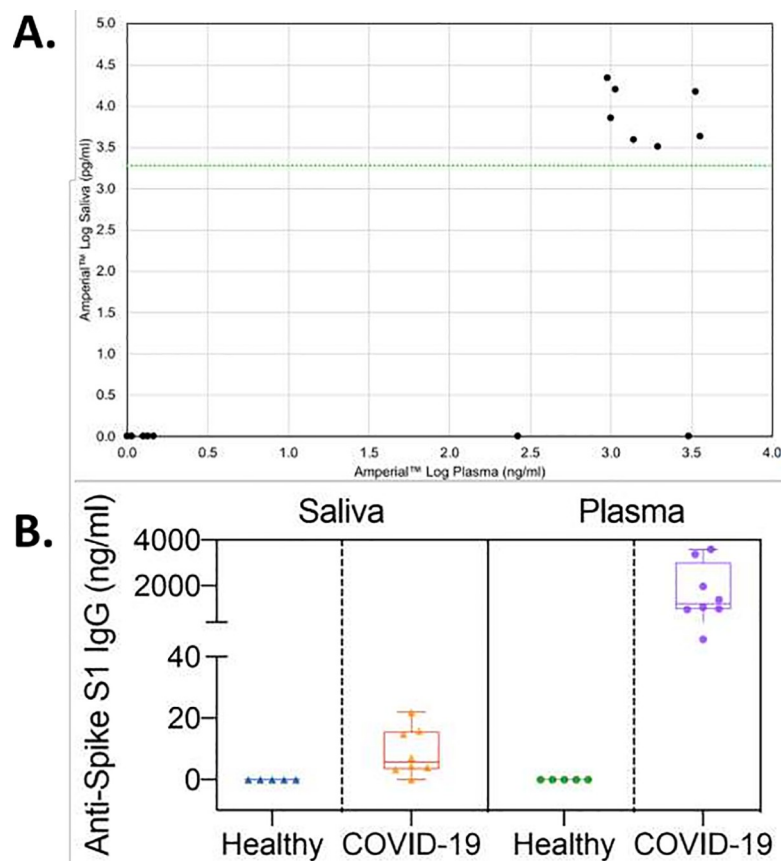 A.
5.0
4.5
4.0
3.5
3.0
2.5
2.0
1.5
1.0
0.5
0.0
Amperial™ Log Saliva (pg/ml)
0.0 0.5 1.0 1.5 2.0 2.5 3.0 3.5 4.0
Amperial™ Log Plasma (ng/ml)
B.
Saliva Plasma
Anti-Spike S1 IgG (ng/ml)
4000
2000
40
20
0
Healthy COVID-19 Healthy COVID-19